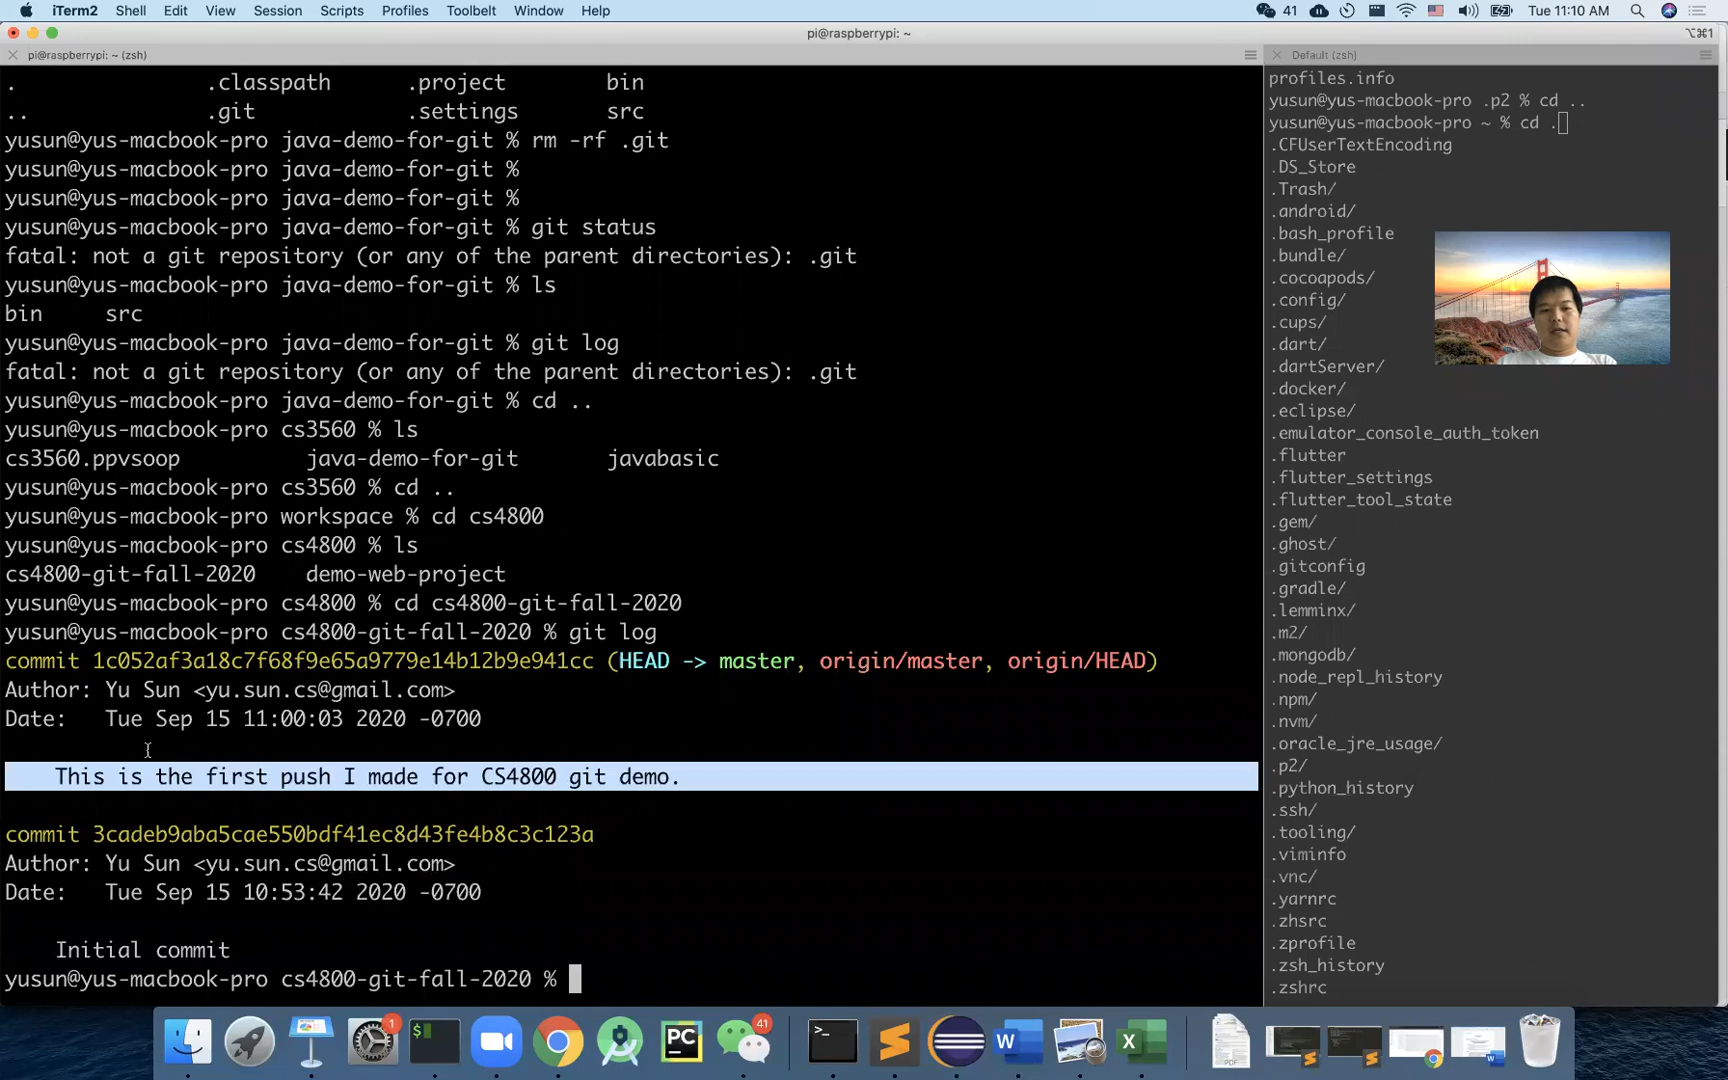 iTerm2 Shell Edit View Session Scripts Profiles Toolbelt Window Help 41 Tue 11:10 AM
pi@raspberrypi: ~ ⌥⌘1
pi@raspberrypi: ~ (zsh)
. .classpath .project bin
.. .git .settings src
yusun@yus-macbook-pro java-demo-for-git % rm -rf .git
yusun@yus-macbook-pro java-demo-for-git %
yusun@yus-macbook-pro java-demo-for-git %
yusun@yus-macbook-pro java-demo-for-git % git status
fatal: not a git repository (or any of the parent directories): .git
yusun@yus-macbook-pro java-demo-for-git % ls
bin src
yusun@yus-macbook-pro java-demo-for-git % git log
fatal: not a git repository (or any of the parent directories): .git
yusun@yus-macbook-pro java-demo-for-git % cd ..
yusun@yus-macbook-pro cs3560 % ls
cs3560.ppvsoop java-demo-for-git javabasic
yusun@yus-macbook-pro cs3560 % cd ..
yusun@yus-macbook-pro workspace % cd cs4800
yusun@yus-macbook-pro cs4800 % ls
cs4800-git-fall-2020 demo-web-project
yusun@yus-macbook-pro cs4800 % cd cs4800-git-fall-2020
yusun@yus-macbook-pro cs4800-git-fall-2020 % git log
commit 1c052af3a18c7f68f9e65a9779e14b12b9e941cc (HEAD -> master, origin/master, origin/HEAD)
Author: Yu Sun <yu.sun.cs@gmail.com>
Date: Tue Sep 15 11:00:03 2020 -0700
This is the first push I made for CS4800 git demo.
commit 3cadeb9aba5cae550bdf41ec8d43fe4b8c3c123a
Author: Yu Sun <yu.sun.cs@gmail.com>
Date: Tue Sep 15 10:53:42 2020 -0700
Initial commit
yusun@yus-macbook-pro cs4800-git-fall-2020 %
Default (zsh)
profiles.info
yusun@yus-macbook-pro .p2 % cd ..
yusun@yus-macbook-pro ~ % cd .
.CFUserTextEncoding
.DS_Store
.Trash/
.android/
.bash_profile
.bundle/
.cocoapods/
.config/
.cups/
.dart/
.dartServer/
.docker/
.eclipse/
.emulator_console_auth_token
.flutter
.flutter_settings
.flutter_tool_state
.gem/
.ghost/
.gitconfig
.gradle/
.lemminx/
.m2/
.mongodb/
.node_repl_history
.npm/
.nvm/
.oracle_jre_usage/
.p2/
.python_history
.ssh/
.tooling/
.viminfo
.vnc/
.yarnrc
.zhsrc
.zprofile
.zsh_history
.zshrc
1
$
PC
41
>_
W
X
PDF